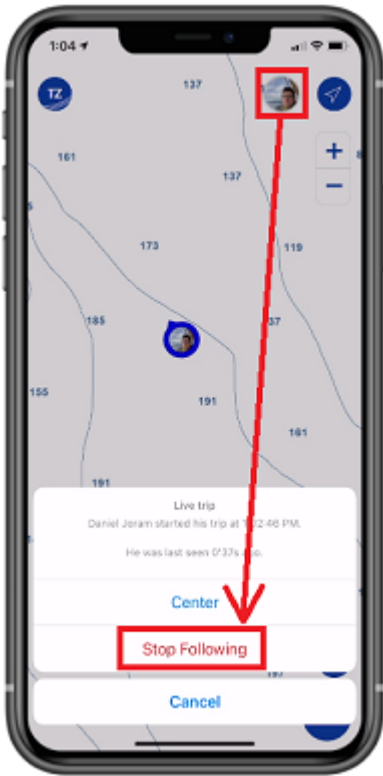 1:04
TZ
137
161
137
+
−
173
119
185
37
155
191
161
191
Live trip
Daniel Joram started his trip at 1:02:46 PM.
He was last seen 0'37s
Center
Stop Following
197
Cancel